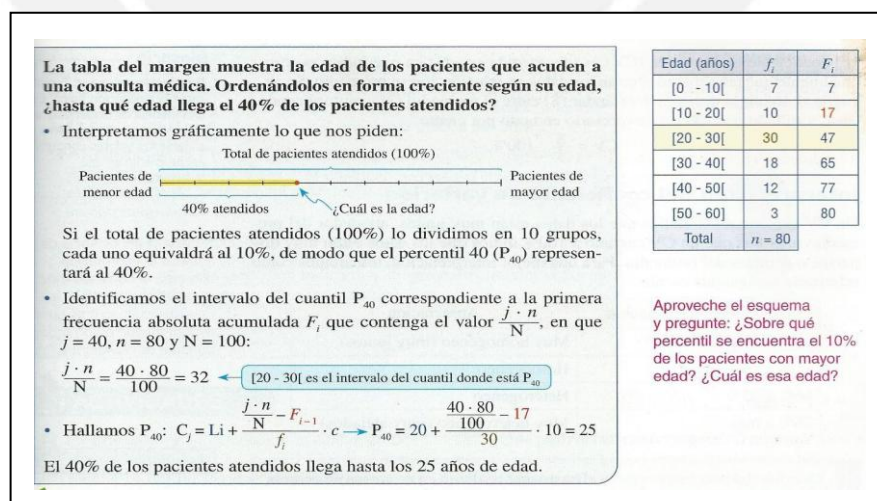 La tabla del margen muestra la edad de los pacientes que acuden a
una consulta médica. Ordenándolos en forma creciente según su edad,
¿hasta qué edad llega el 40% de los pacientes atendidos?
• Interpretamos gráficamente lo que nos piden:
Total de pacientes atendidos (100%)
Pacientes de menor edad
Pacientes de mayor edad
40% atendidos
¿Cuál es la edad?
Si el total de pacientes atendidos (100%) lo dividimos en 10 grupos,
cada uno equivaldrá al 10%, de modo que el percentil 40 (P₄₀) represen-
tará al 40%.
• Identificamos el intervalo del cuantil P₄₀ correspondiente a la primera
frecuencia absoluta acumulada Fᵢ que contenga el valor j · n / N, en que
j = 40, n = 80 y N = 100:
j · n / N = 40 · 80 / 100 = 32 ← [20 - 30[ es el intervalo del cuantil donde está P₄₀
• Hallamos P₄₀: Cⱼ = Li + (j · n / N – Fᵢ₋₁) / fᵢ · c → P₄₀ = 20 + (40 · 80 / 100 – 17) / 30 · 10 = 25
El 40% de los pacientes atendidos llega hasta los 25 años de edad.
Edad (años) fᵢ Fᵢ
[0 - 10[ 7 7
[10 - 20[ 10 17
[20 - 30[ 30 47
[30 - 40[ 18 65
[40 - 50[ 12 77
[50 - 60] 3 80
Total n = 80
Aproveche el esquema
y pregunte: ¿Sobre qué
percentil se encuentra el 10%
de los pacientes con mayor
edad? ¿Cuál es esa edad?